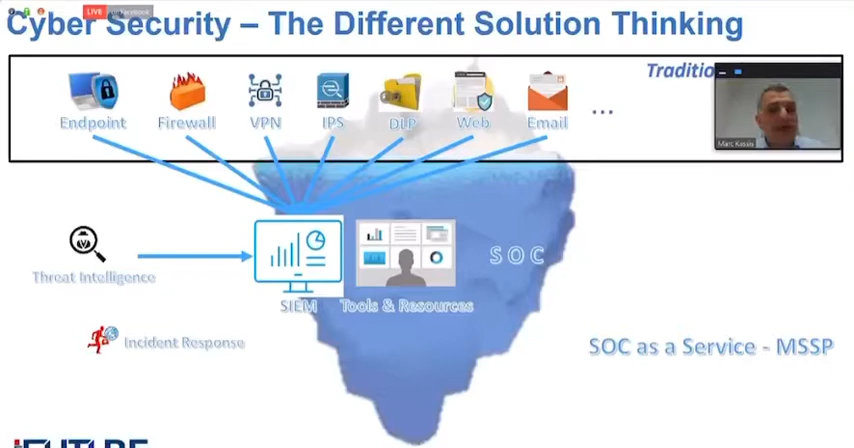 Cyber Security – The Different Solution Thinking
LIVE
Traditio
Endpoint Firewall VPN IPS DLP Web Email ...
Marc Kassis
Threat Intelligence
SOC
SIEM Tools & Resources
Incident Response
SOC as a Service - MSSP